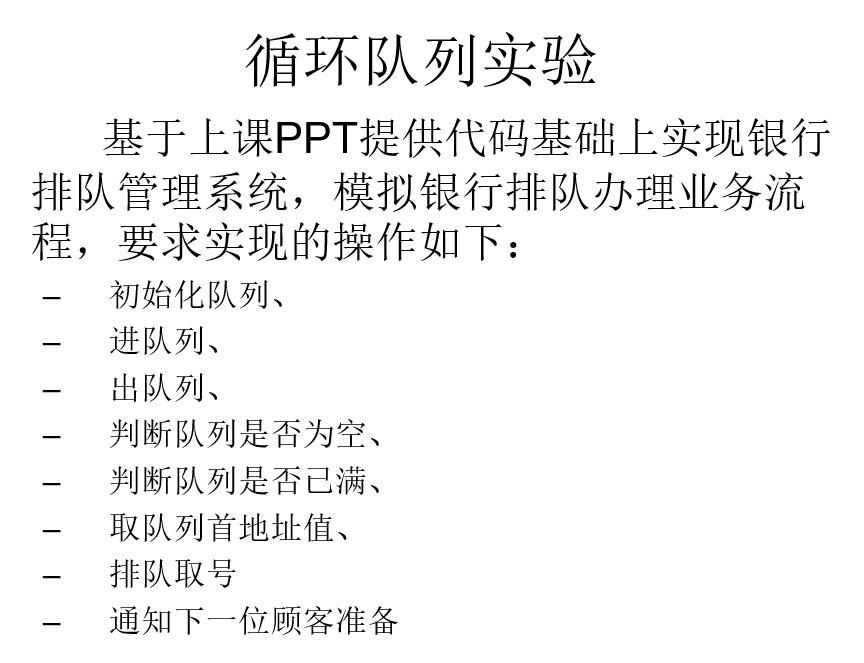 循环队列实验
基于上课PPT提供代码基础上实现银行
排队管理系统，模拟银行排队办理业务流
程，要求实现的操作如下：
– 初始化队列、
– 进队列、
– 出队列、
– 判断队列是否为空、
– 判断队列是否已满、
– 取队列首地址值、
– 排队取号
– 通知下一位顾客准备